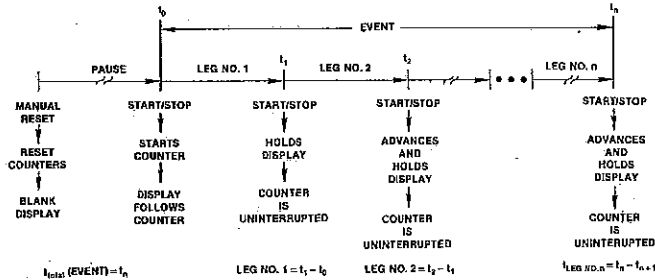 t₀
tₙ
EVENT
PAUSE
LEG NO. 1
t₁
LEG NO. 2
t₂
LEG NO. n
MANUAL
RESET
RESET
COUNTERS
BLANK
DISPLAY
START/STOP
STARTS
COUNTER
DISPLAY
FOLLOWS
COUNTER
START/STOP
HOLDS
DISPLAY
COUNTER
IS
UNINTERRUPTED
START/STOP
ADVANCES
AND
HOLDS
DISPLAY
COUNTER
IS
UNINTERRUPTED
START/STOP
ADVANCES
AND
HOLDS
DISPLAY
COUNTER
IS
UNINTERRUPTED
t_total (EVENT) = tₙ
LEG NO. 1 = t₁ − t₀
LEG NO. 2 = t₂ − t₁
t_LEG NO. n = tₙ − tₙ₊₁